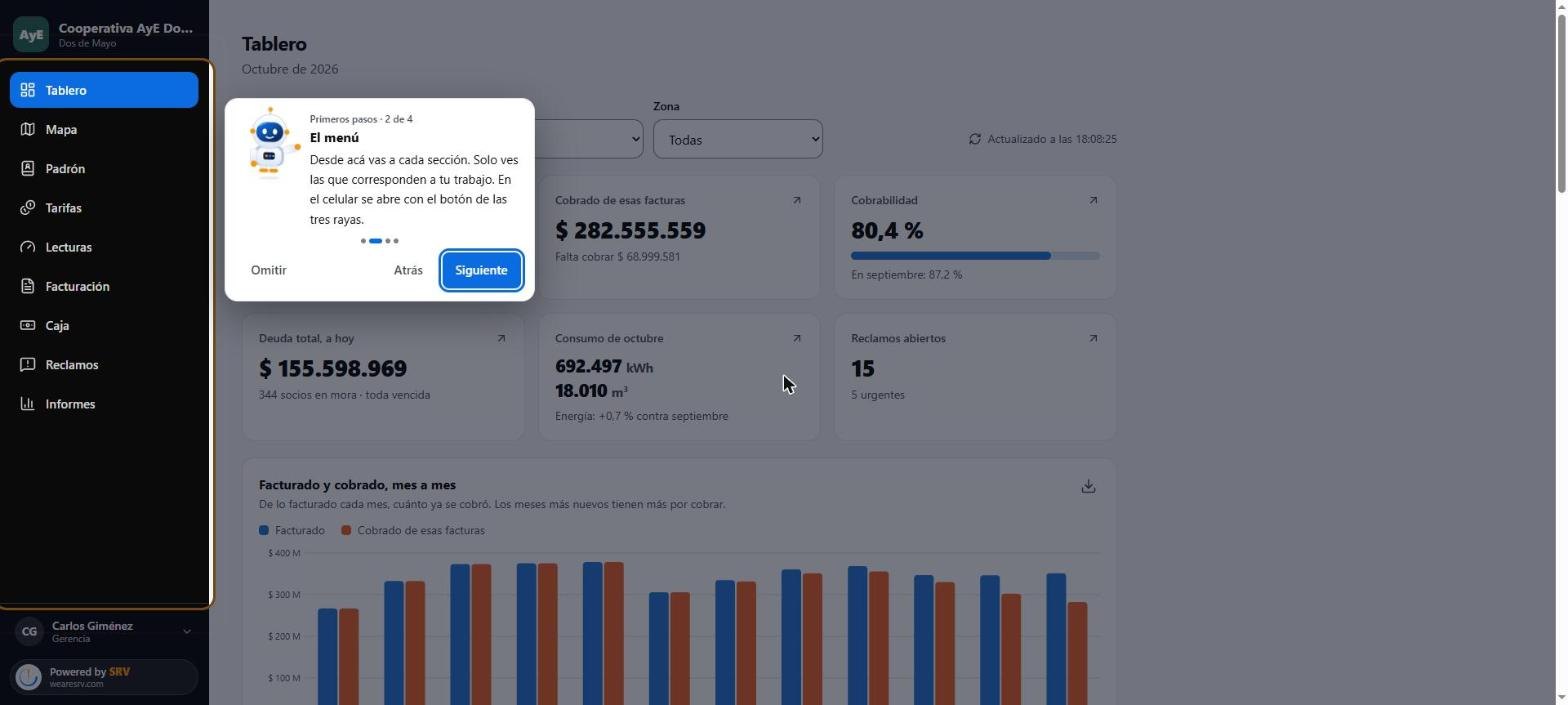 AyE
Cooperativa AyE Do...
Dos de Mayo
Tablero
Mapa
Padrón
Tarifas
Lecturas
Facturación
Caja
Reclamos
Informes
CG
Carlos Giménez
Gerencia
Powered by SRV
wearesrv.com
Tablero
Octubre de 2026
Primeros pasos · 2 de 4
El menú
Desde acá vas a cada sección. Solo ves
las que corresponden a tu trabajo. En
el celular se abre con el botón de las
tres rayas.
Omitir
Atrás
Siguiente
Zona
Todas
Actualizado a las 18:08:25
Cobrado de esas facturas
$ 282.555.559
Falta cobrar $ 68.999.581
Cobrabilidad
80,4 %
En septiembre: 87,2 %
Deuda total, a hoy
$ 155.598.969
344 socios en mora · toda vencida
Consumo de octubre
692.497 kWh
18.010 m³
Energía: +0,7 % contra septiembre
Reclamos abiertos
15
5 urgentes
Facturado y cobrado, mes a mes
De lo facturado cada mes, cuánto ya se cobró. Los meses más nuevos tienen más por cobrar.
Facturado
Cobrado de esas facturas
$ 400 M
$ 300 M
$ 200 M
$ 100 M